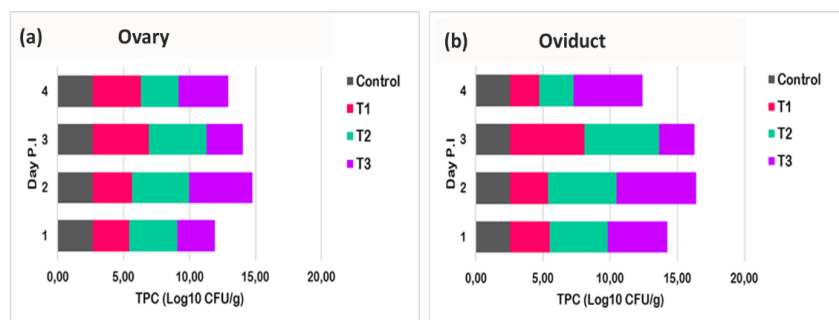 (a) Ovary
4
3
2
1
Day P.I
0,00 5,00 10,00 15,00 20,00
TPC (Log10 CFU/g)
Control
T1
T2
T3
(b) Oviduct
4
3
2
1
Day P.I
0,00 5,00 10,00 15,00 20,00
TPC (Log10 CFU/g)
Control
T1
T2
T3